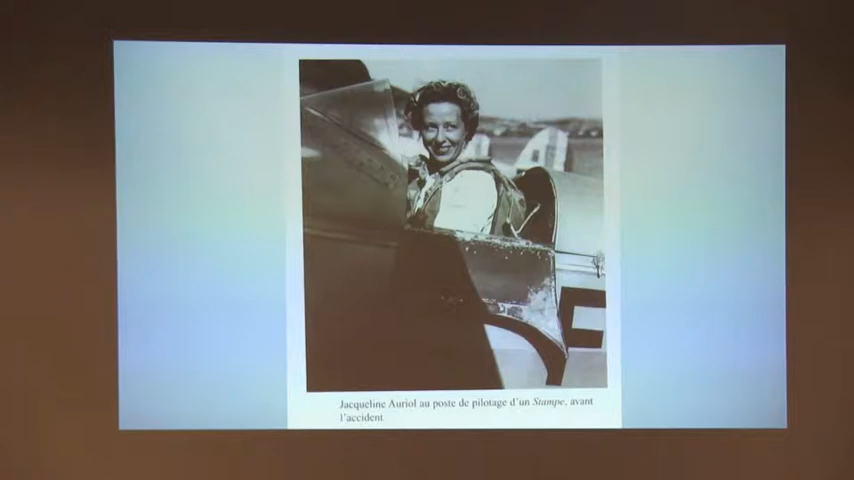 E
Jacqueline Auriol au poste de pilotage d'un Stampe, avant
l'accident